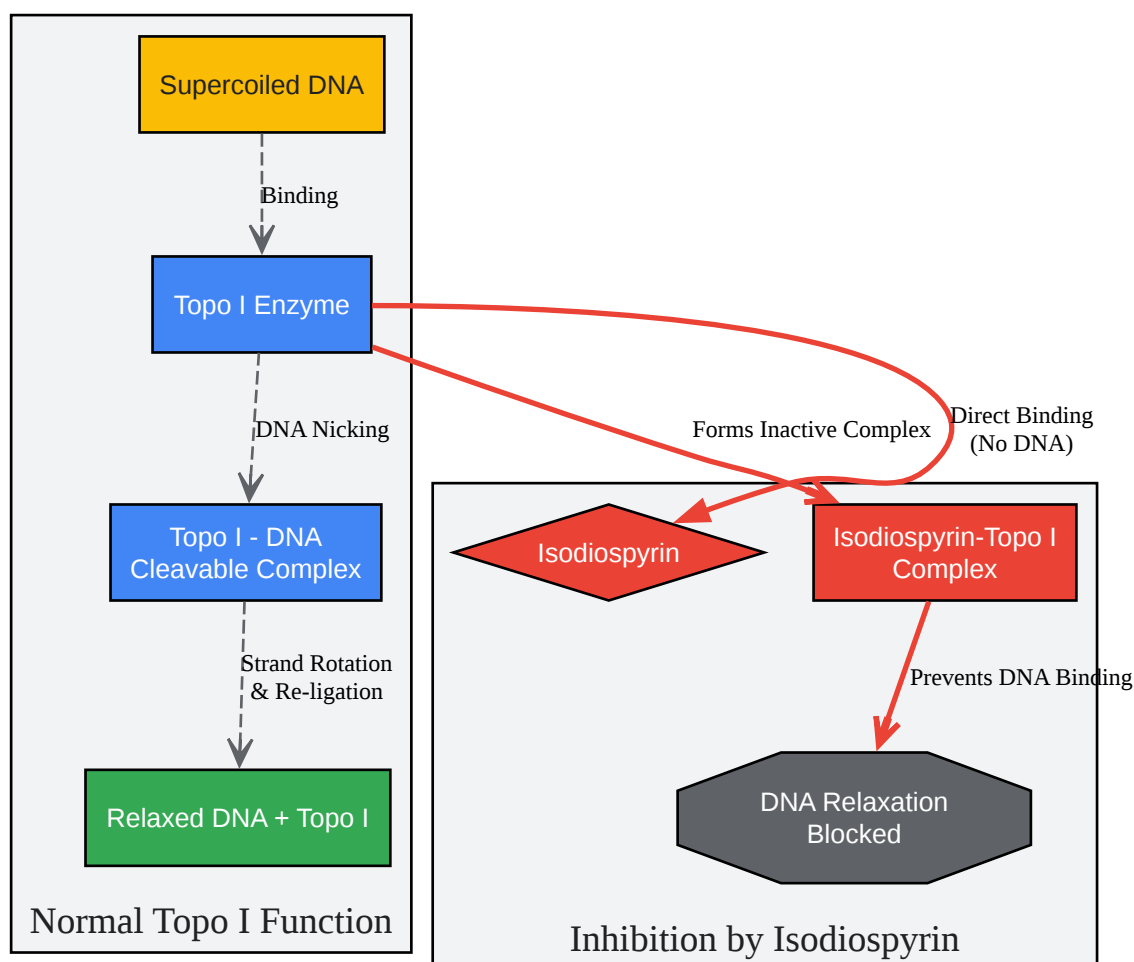 Supercoiled DNA
Binding
Topo I Enzyme
DNA Nicking
Forms Inactive Complex
Direct Binding
(No DNA)
Topo I - DNA
Cleavable Complex
Isodiospyrin
Isodiospyrin-Topo I
Complex
Strand Rotation
& Re-ligation
Prevents DNA Binding
Relaxed DNA + Topo I
DNA Relaxation
Blocked
Normal Topo I Function
Inhibition by Isodiospyrin